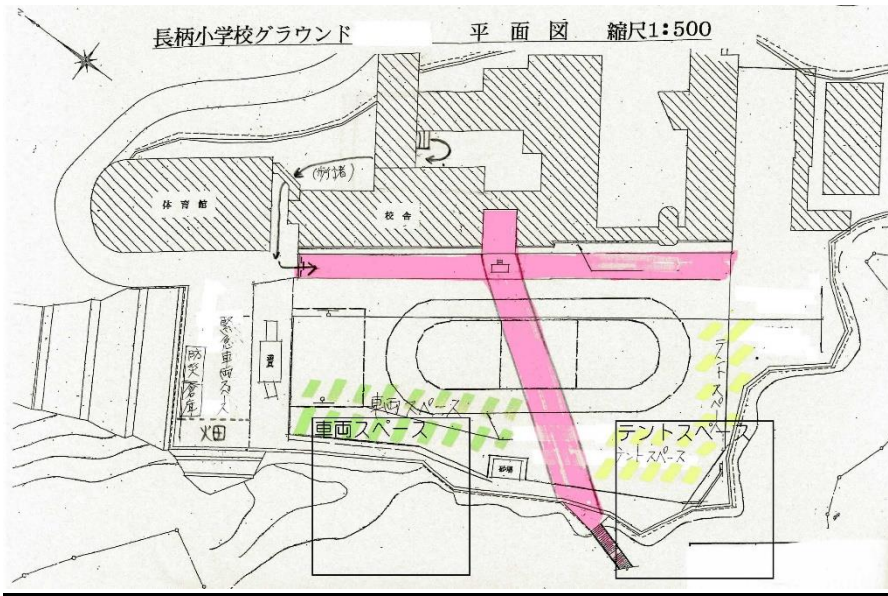 長柄小学校グラウンド 平面図 縮尺1:500
(歩行者)
体育館
校舎
緊急車両スペース
防災倉庫
畑
車両スペース
車両スペース
砂場
テントスペース
テントスペース
テントスペース